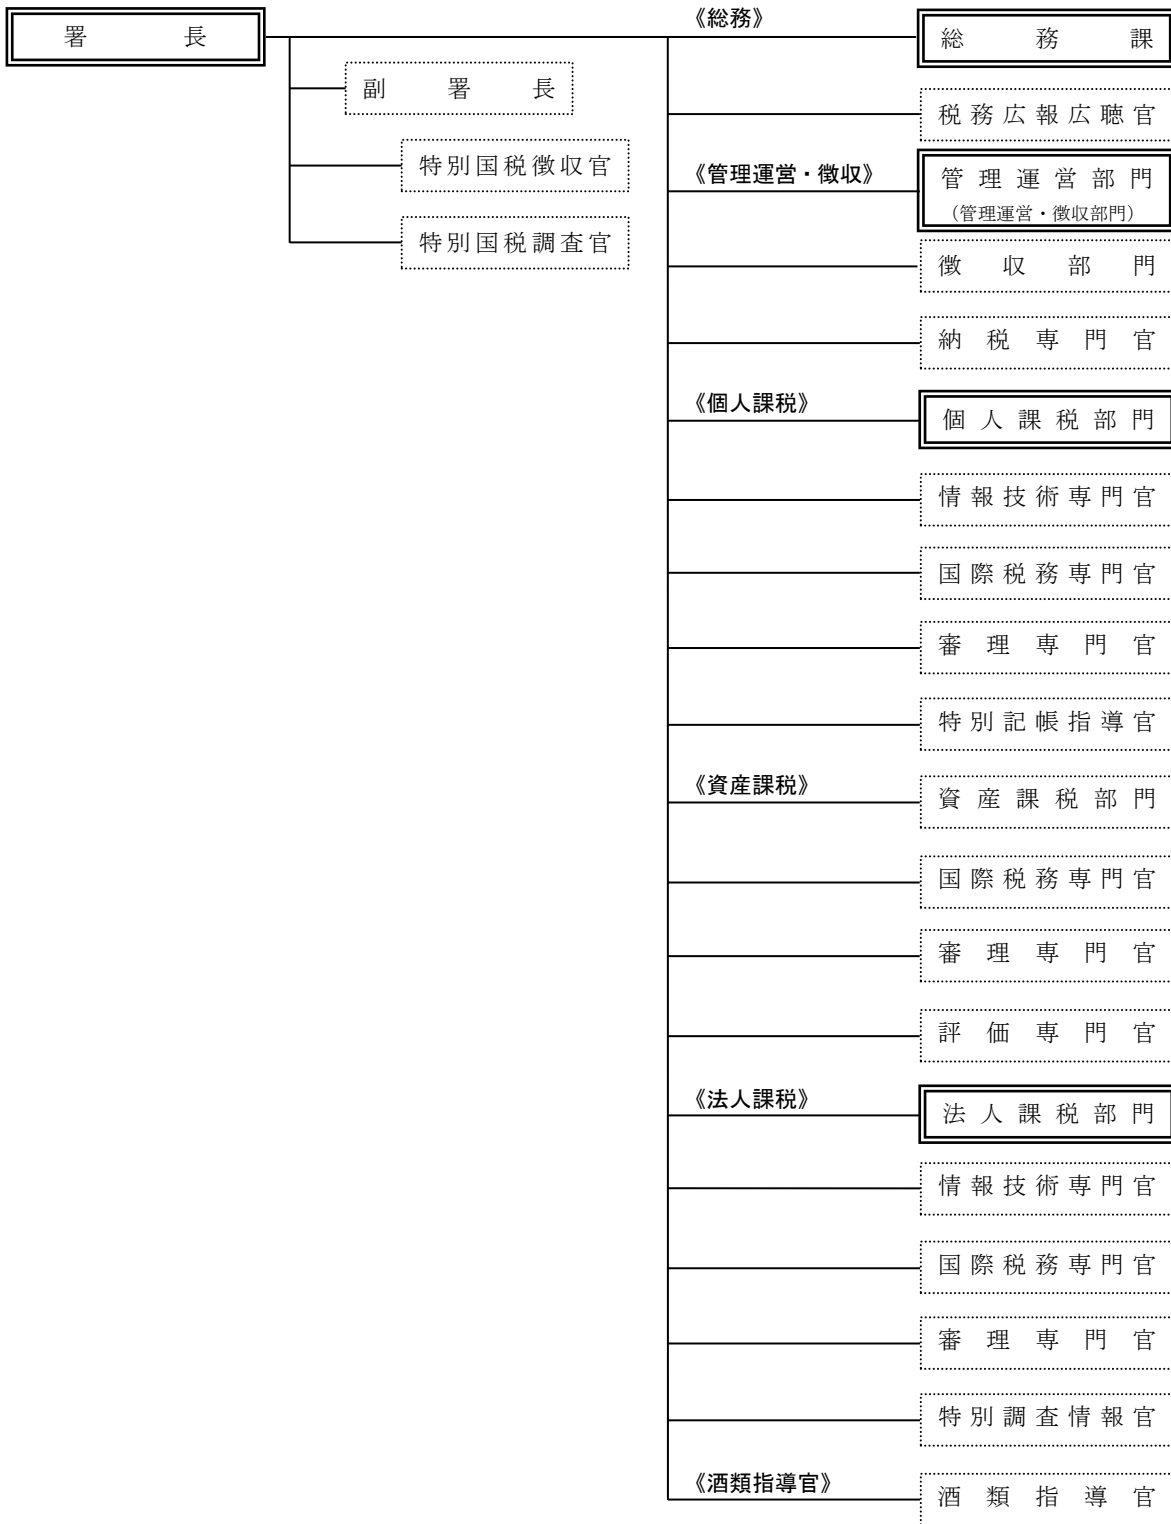 署長
副署長
特別国税徴収官
特別国税調査官
《総務》
総務課
税務広報広聴官
《管理運営・徴収》
管理運営部門
（管理運営・徴収部門）
徴収部門
納税専門官
《個人課税》
個人課税部門
情報技術専門官
国際税務専門官
審理専門官
特別記帳指導官
《資産課税》
資産課税部門
国際税務専門官
審理専門官
評価専門官
《法人課税》
法人課税部門
情報技術専門官
国際税務専門官
審理専門官
特別調査情報官
《酒類指導官》
酒類指導官